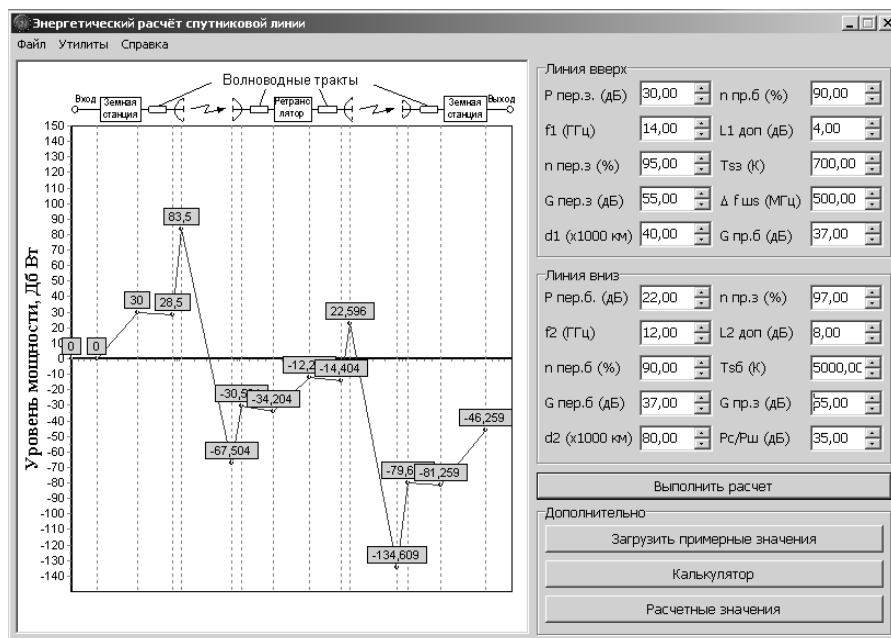 Энергетический расчёт спутниковой линии
Файл Утилиты Справка
Волноводные тракты
Вход
Земная станция
Ретранс лятор
Земная станция
Выход
Уровень мощности, Дб Вт
150
140
130
120
110
100
90
80
70
60
50
40
30
20
10
0
-10
-20
-30
-40
-50
-60
-70
-80
-90
-100
-110
-120
-130
-140
0
0
30
28,5
83,5
-67,504
-34,204
-14,404
22,596
-134,609
-81,259
-46,259
Линия вверх
P пер.з. (дБ) 30,00 n пр.б (%) 90,00
f1 (ГГц) 14,00 L1 доп (дБ) 4,00
n пер.з (%) 95,00 Tsз (К) 700,00
G пер.з (дБ) 55,00 Δ f шs (МГц) 500,00
d1 (x1000 км) 40,00 G пр.б (дБ) 37,00
Линия вниз
P пер.б. (дБ) 22,00 n пр.з (%) 97,00
f2 (ГГц) 12,00 L2 доп (дБ) 8,00
n пер.б (%) 90,00 Tsб (К) 5000,00
G пер.б (дБ) 37,00 G пр.з (дБ) 55,00
d2 (x1000 км) 80,00 Рс/Рш (дБ) 35,00
Выполнить расчет
Дополнительно
Загрузить примерные значения
Калькулятор
Расчетные значения